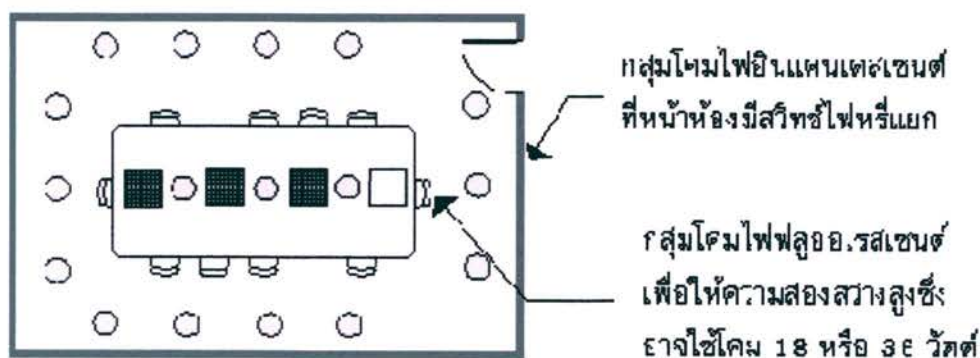 กลุ่มโคมไฟอินแคนเดสเซนต์
ที่หน้าห้องมีสวิทช์ไฟหรี่แยก
กลุ่มโคมไฟฟลูออเรสเซนต์
เพื่อให้ความส่องสว่างสูงซึ่ง
อาจใช้โคม 18 หรือ 36 วัตต์